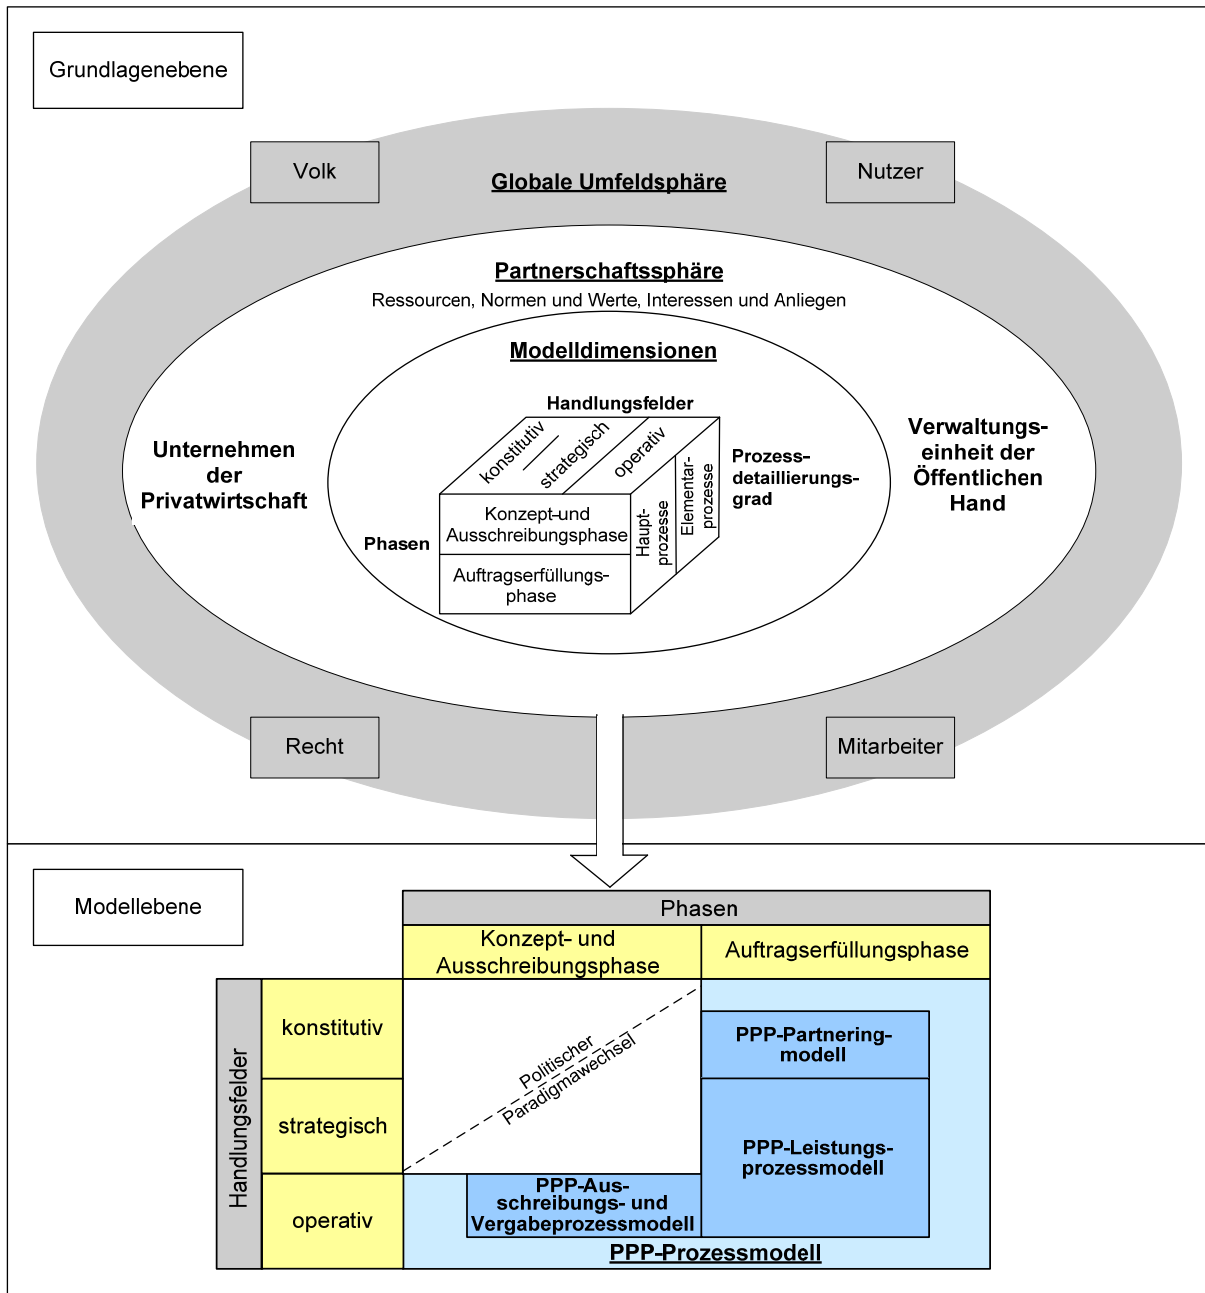 Grundlagenebene
Volk
Nutzer
Globale Umfeldsphäre
Partnerschaftssphäre
Ressourcen, Normen und Werte, Interessen und Anliegen
Modelldimensionen
Handlungsfelder
konstitutiv
strategisch
operativ
Unternehmen
der
Privatwirtschaft
Verwaltungs-
einheit der
Öffentlichen
Hand
Prozess-
detaillierungs-
grad
Phasen
Konzept-und
Ausschreibungsphase
Auftragserfüllungs-
phase
Haupt-
prozesse
Elementar-
prozesse
Recht
Mitarbeiter
Modellebene
Phasen
Konzept- und
Ausschreibungsphase
Auftragserfüllungsphase
Handlungsfelder
konstitutiv
strategisch
operativ
Politischer
Paradigmawechsel
PPP-Partnering-
modell
PPP-Leistungs-
prozessmodell
PPP-Aus-
schreibungs- und
Vergabeprozessmodell
PPP-Prozessmodell